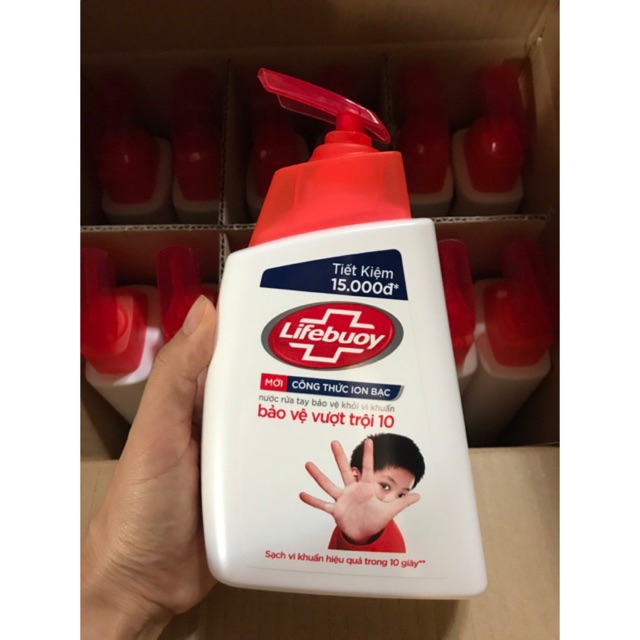 Tiết Kiệm
15.000đ*
Lifebuoy
MỚI CÔNG THỨC ION BẠC
nước rửa tay bảo vệ khỏi vi khuẩn
bảo vệ vượt trội 10
Sạch vi khuẩn hiệu quả trong 10 giây**